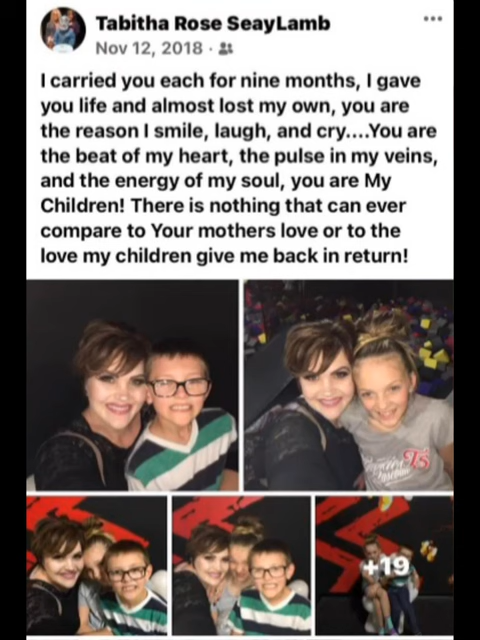 Tabitha Rose SeayLamb
Nov 12, 2018 ·
I carried you each for nine months, I gave
you life and almost lost my own, you are
the reason I smile, laugh, and cry....You are
the beat of my heart, the pulse in my veins,
and the energy of my soul, you are My
Children! There is nothing that can ever
compare to Your mothers love or to the
love my children give me back in return!
+19